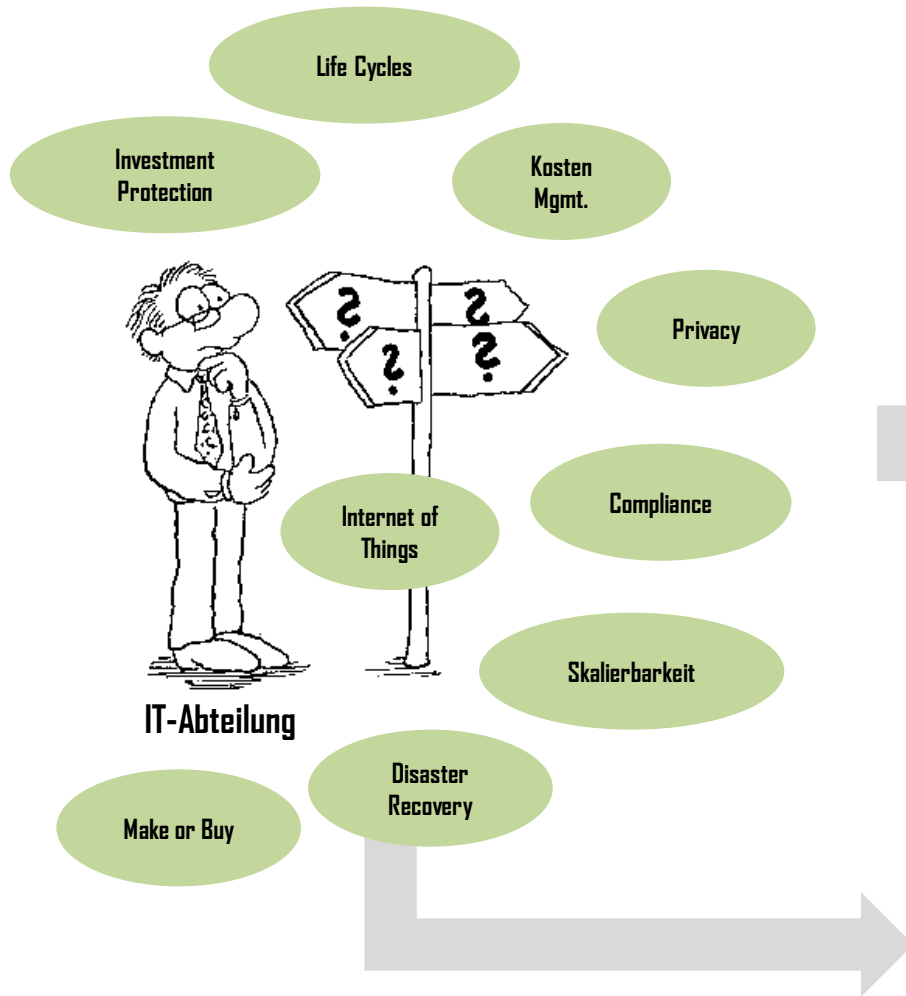 Life Cycles
Investment
Protection
Kosten
Mgmt.
? ?
? ?
Privacy
Internet of
Things
Compliance
Skalierbarkeit
IT-Abteilung
Disaster
Recovery
Make or Buy